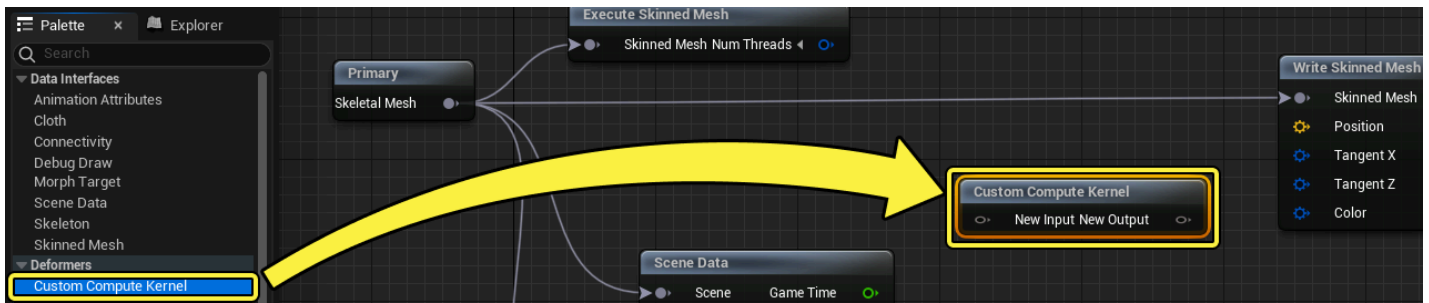 Palette × Explorer
Search
Data Interfaces
Animation Attributes
Cloth
Connectivity
Debug Draw
Morph Target
Scene Data
Skeleton
Skinned Mesh
Deformers
Custom Compute Kernel
Primary
Skeletal Mesh
Execute Skinned Mesh
Skinned Mesh Num Threads
Scene Data
Scene Game Time
Custom Compute Kernel
New Input New Output
Write Skinned Mesh
Skinned Mesh
Position
Tangent X
Tangent Z
Color